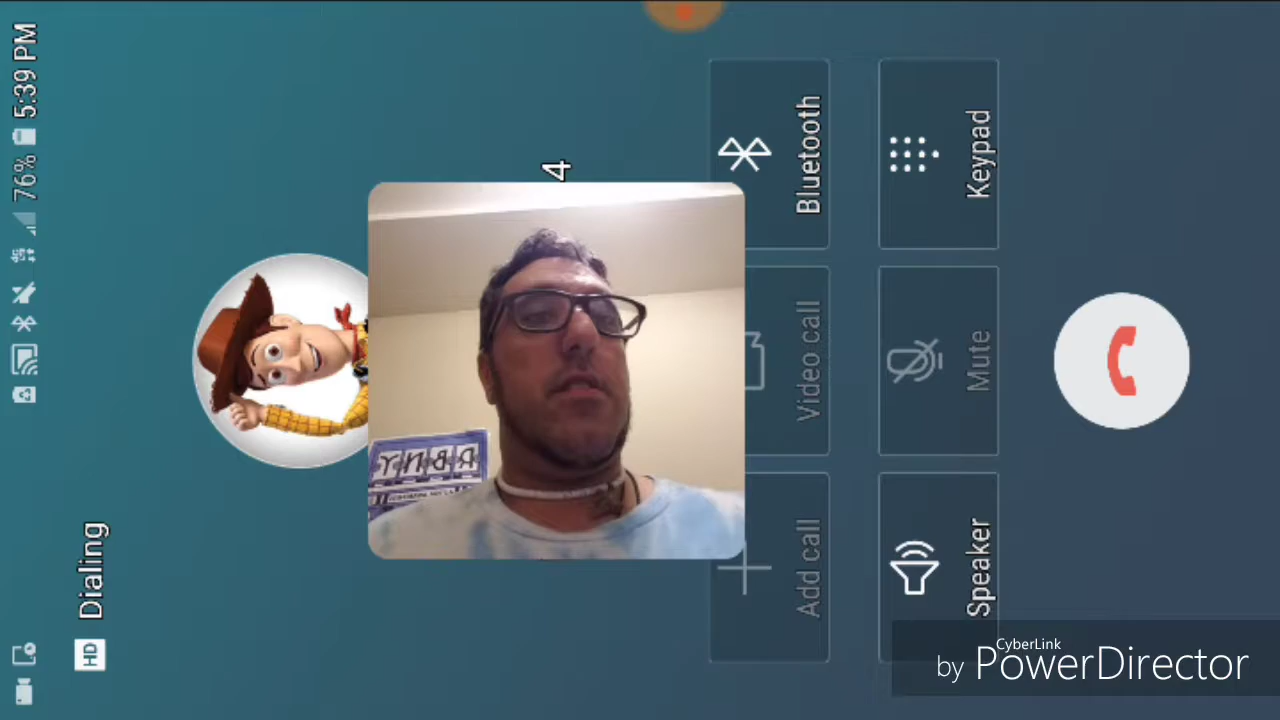 76% 5:39 PM
HD Dialing
4
Add call
Video call
Bluetooth
Speaker
Mute
Keypad
CyberLink
by PowerDirector